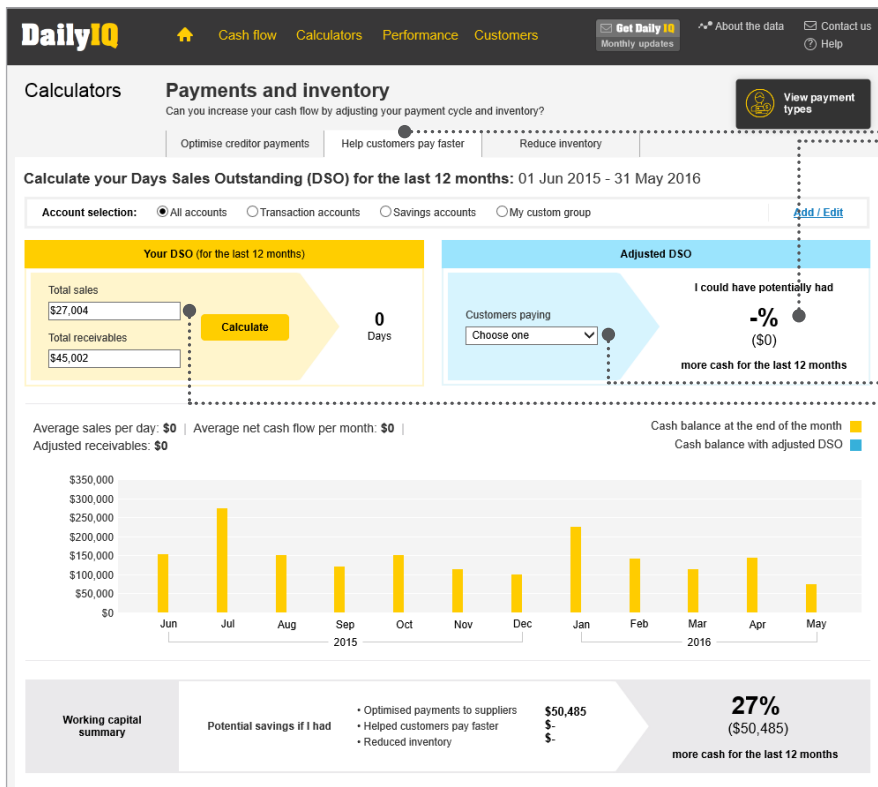 DailyIQ
Cash flow Calculators Performance Customers
Get Daily IQ
Monthly updates
About the data
Contact us
Help
Calculators
Payments and inventory
Can you increase your cash flow by adjusting your payment cycle and inventory?
View payment
types
Optimise creditor payments Help customers pay faster Reduce inventory
Calculate your Days Sales Outstanding (DSO) for the last 12 months: 01 Jun 2015 - 31 May 2016
Account selection: All accounts Transaction accounts Savings accounts My custom group Add / Edit
Your DSO (for the last 12 months)
Total sales
$27,004
Total receivables
$45,002
Calculate
0
Days
Adjusted DSO
Customers paying
Choose one
I could have potentially had
-%
($0)
more cash for the last 12 months
Average sales per day: $0 | Average net cash flow per month: $0 |
Adjusted receivables: $0
Cash balance at the end of the month
Cash balance with adjusted DSO
$350,000
$300,000
$250,000
$200,000
$150,000
$100,000
$50,000
$0
Jun Jul Aug Sep Oct Nov Dec Jan Feb Mar Apr May
2015 2016
Working capital
summary
Potential savings if I had
• Optimised payments to suppliers $50,485
• Helped customers pay faster $-
• Reduced inventory $-
27%
($50,485)
more cash for the last 12 months